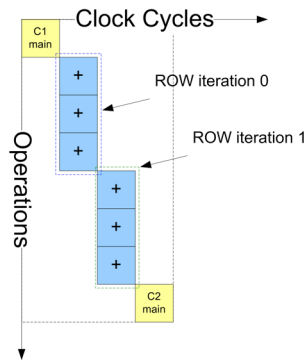 Clock Cycles
C1
main
+
+
+
ROW iteration 0
ROW iteration 1
Operations
+
+
+
C2
main